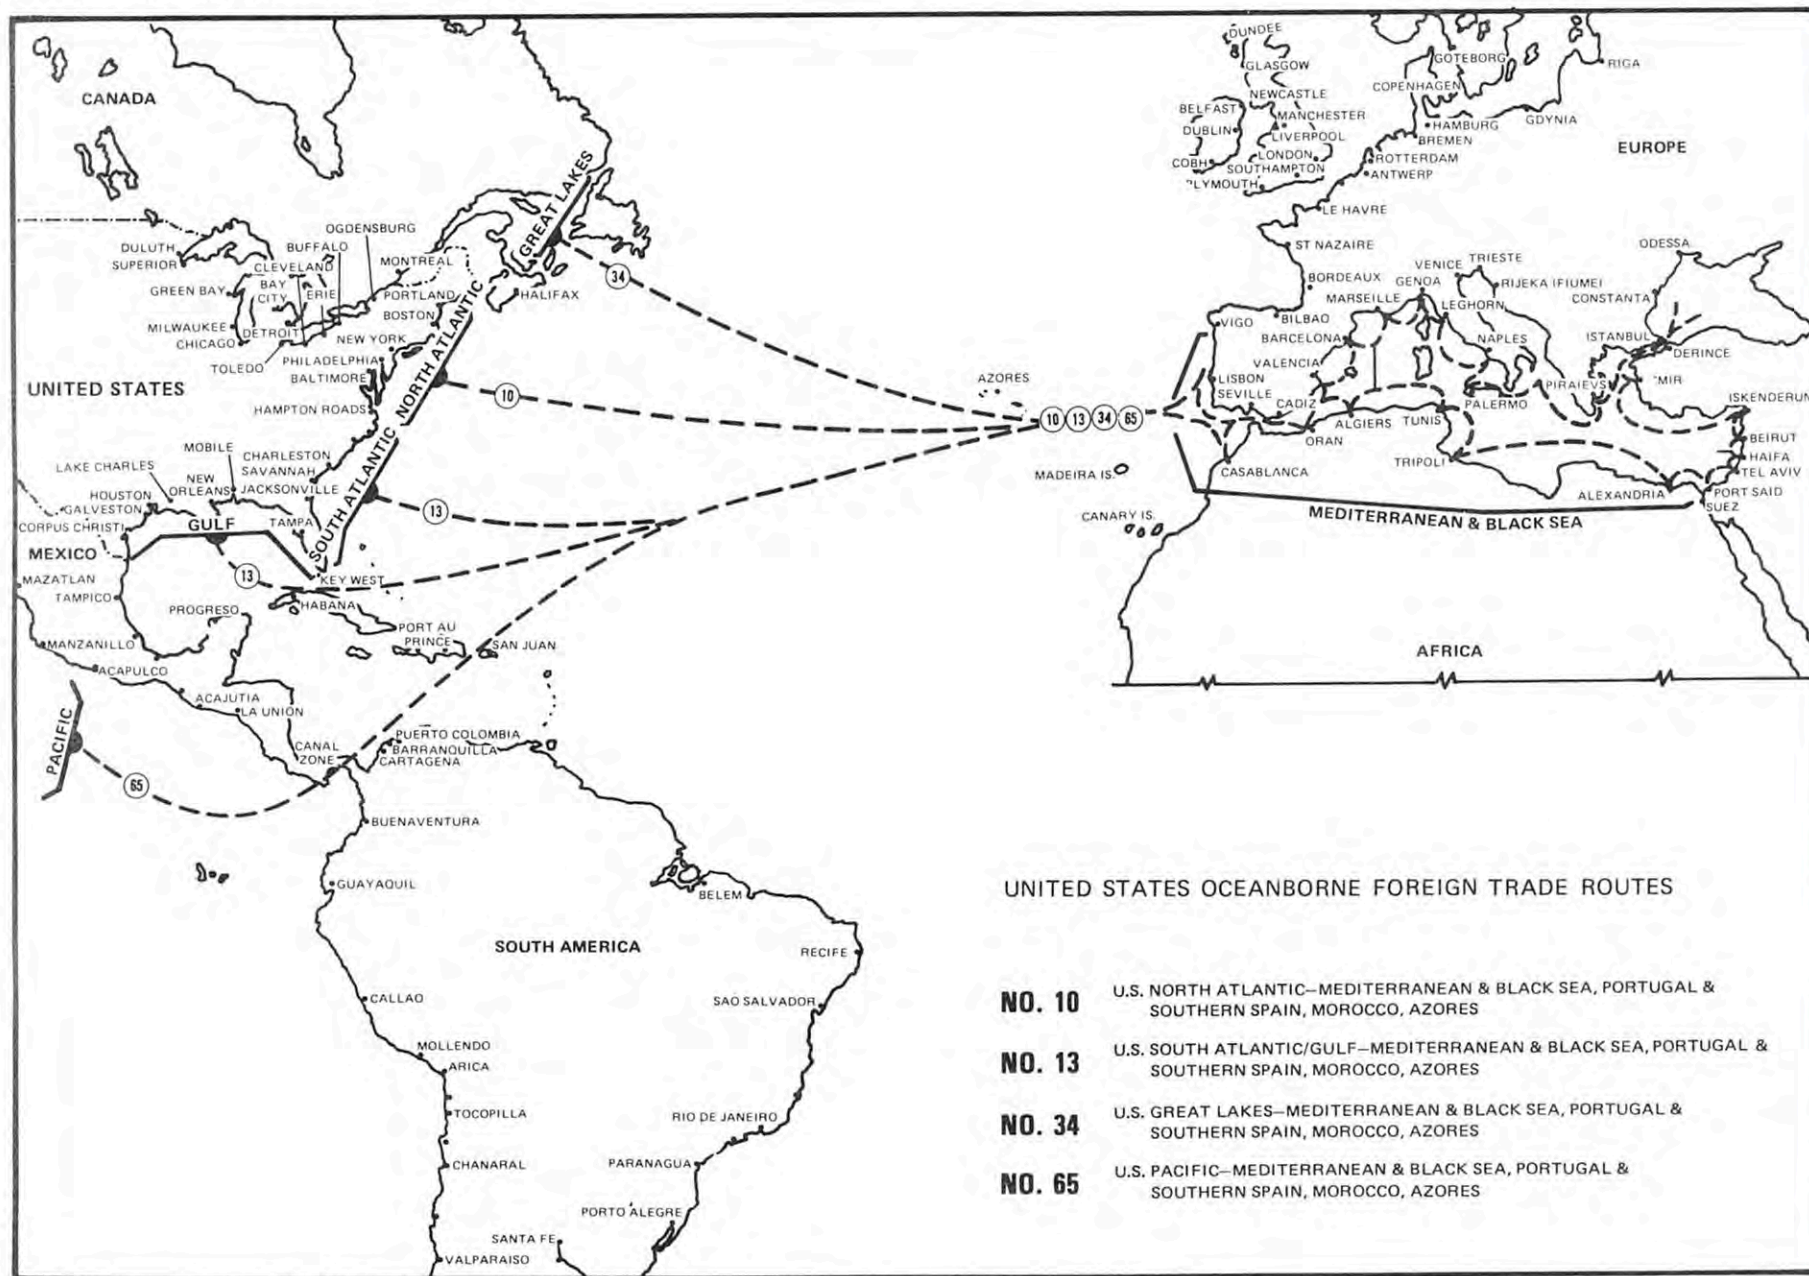 CANADA
UNITED STATES
MEXICO
DULUTH
SUPERIOR
GREEN BAY
MILWAUKEE
CHICAGO
TOLEDO
DETROIT
BAY
CITY
CLEVELAND
ERIE
BUFFALO
OGDENSBURG
MONTREAL
PORTLAND
BOSTON
NEW YORK
PHILADELPHIA
BALTIMORE
HAMPTON ROADS
HALIFAX
GREAT LAKES
NORTH ATLANTIC
SOUTH ATLANTIC
GULF
PACIFIC
CHARLESTON
SAVANNAH
JACKSONVILLE
TAMPA
KEY WEST
MOBILE
NEW
ORLEANS
LAKE CHARLES
HOUSTON
GALVESTON
CORPUS CHRISTI
MAZATLAN
TAMPICO
PROGRESO
MANZANILLO
ACAPULCO
ACAJUTIA
LA UNION
CANAL
ZONE
HABANA
PORT AU
PRINCE
SAN JUAN
PUERTO COLOMBIA
BARRANQUILLA
CARTAGENA
BUENAVENTURA
GUAYAQUIL
SOUTH AMERICA
BELEM
RECIFE
SAO SALVADOR
CALLAO
MOLLENDO
ARICA
TOCOPILLA
CHANARAL
RIO DE JANEIRO
PARANAGUA
PORTO ALEGRE
SANTA FE
VALPARAISO
34
10
13
13
65
10 13 34 65
AZORES
MADEIRA IS.
CANARY IS.
DUNDEE
GLASGOW
NEWCASTLE
BELFAST
MANCHESTER
DUBLIN
LIVERPOOL
COBH
LONDON
SOUTHAMPTON
PLYMOUTH
GOTEBORG
COPENHAGEN
RIGA
GDYNIA
HAMBURG
BREMEN
ROTTERDAM
ANTWERP
EUROPE
LE HAVRE
ST NAZAIRE
BORDEAUX
BILBAO
VIGO
LISBON
SEVILLE
CADIZ
BARCELONA
VALENCIA
MARSEILLE
GENOA
LEGHORN
VENICE
TRIESTE
RIJEKA IFIUMEI
NAPLES
PALERMO
PIRAIEVS
ODESSA
CONSTANTA
ISTANBUL
DERINCE
MIR
ISKENDERUN
BEIRUT
HAIFA
TEL AVIV
PORT SAID
SUEZ
ALEXANDRIA
TRIPOLI
TUNIS
ALGIERS
ORAN
CASABLANCA
MEDITERRANEAN & BLACK SEA
AFRICA
UNITED STATES OCEANBORNE FOREIGN TRADE ROUTES
NO. 10 U.S. NORTH ATLANTIC–MEDITERRANEAN & BLACK SEA, PORTUGAL &
SOUTHERN SPAIN, MOROCCO, AZORES
NO. 13 U.S. SOUTH ATLANTIC/GULF–MEDITERRANEAN & BLACK SEA, PORTUGAL &
SOUTHERN SPAIN, MOROCCO, AZORES
NO. 34 U.S. GREAT LAKES–MEDITERRANEAN & BLACK SEA, PORTUGAL &
SOUTHERN SPAIN, MOROCCO, AZORES
NO. 65 U.S. PACIFIC–MEDITERRANEAN & BLACK SEA, PORTUGAL &
SOUTHERN SPAIN, MOROCCO, AZORES